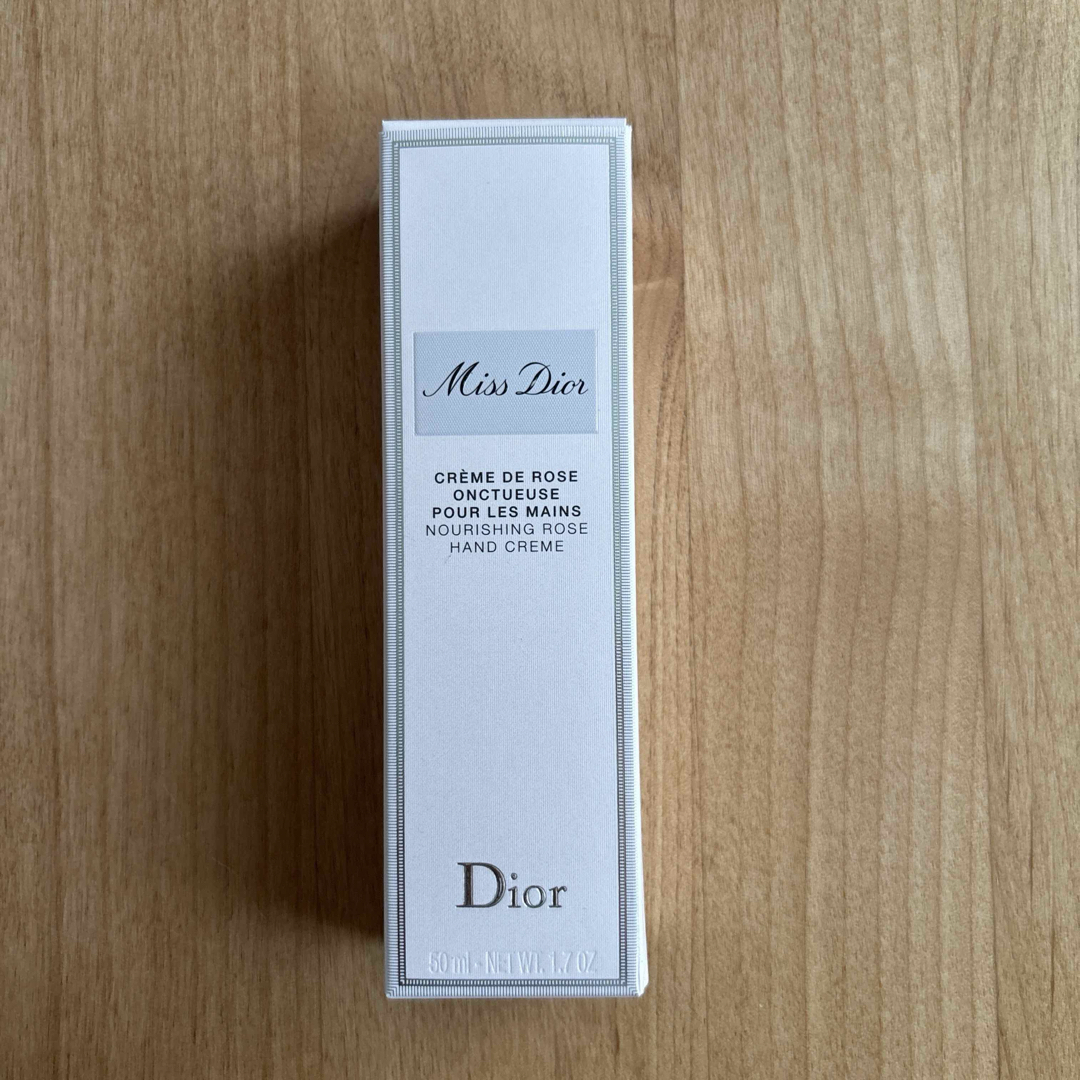 Miss Dior
CRÈME DE ROSE
ONCTUEUSE
POUR LES MAINS
NOURISHING ROSE
HAND CREME
Dior
50 ml · NET WT. 1.7 OZ